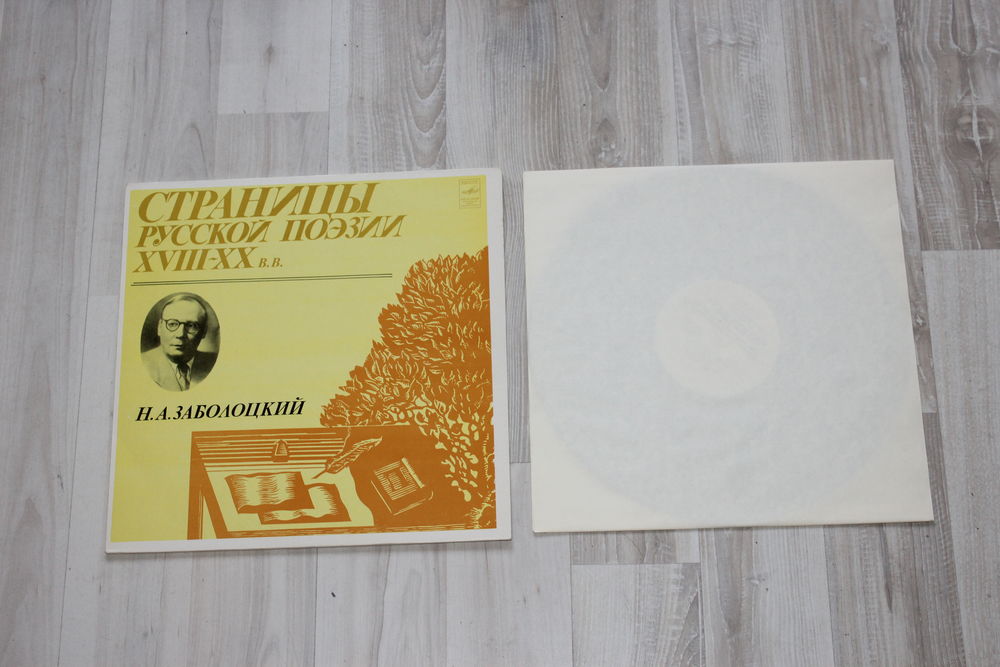 СТРАНИЦЫ
РУССКОЙ ПОЭЗИИ
XVIII-XX В.В.
Н.А.ЗАБОЛОЦКИЙ